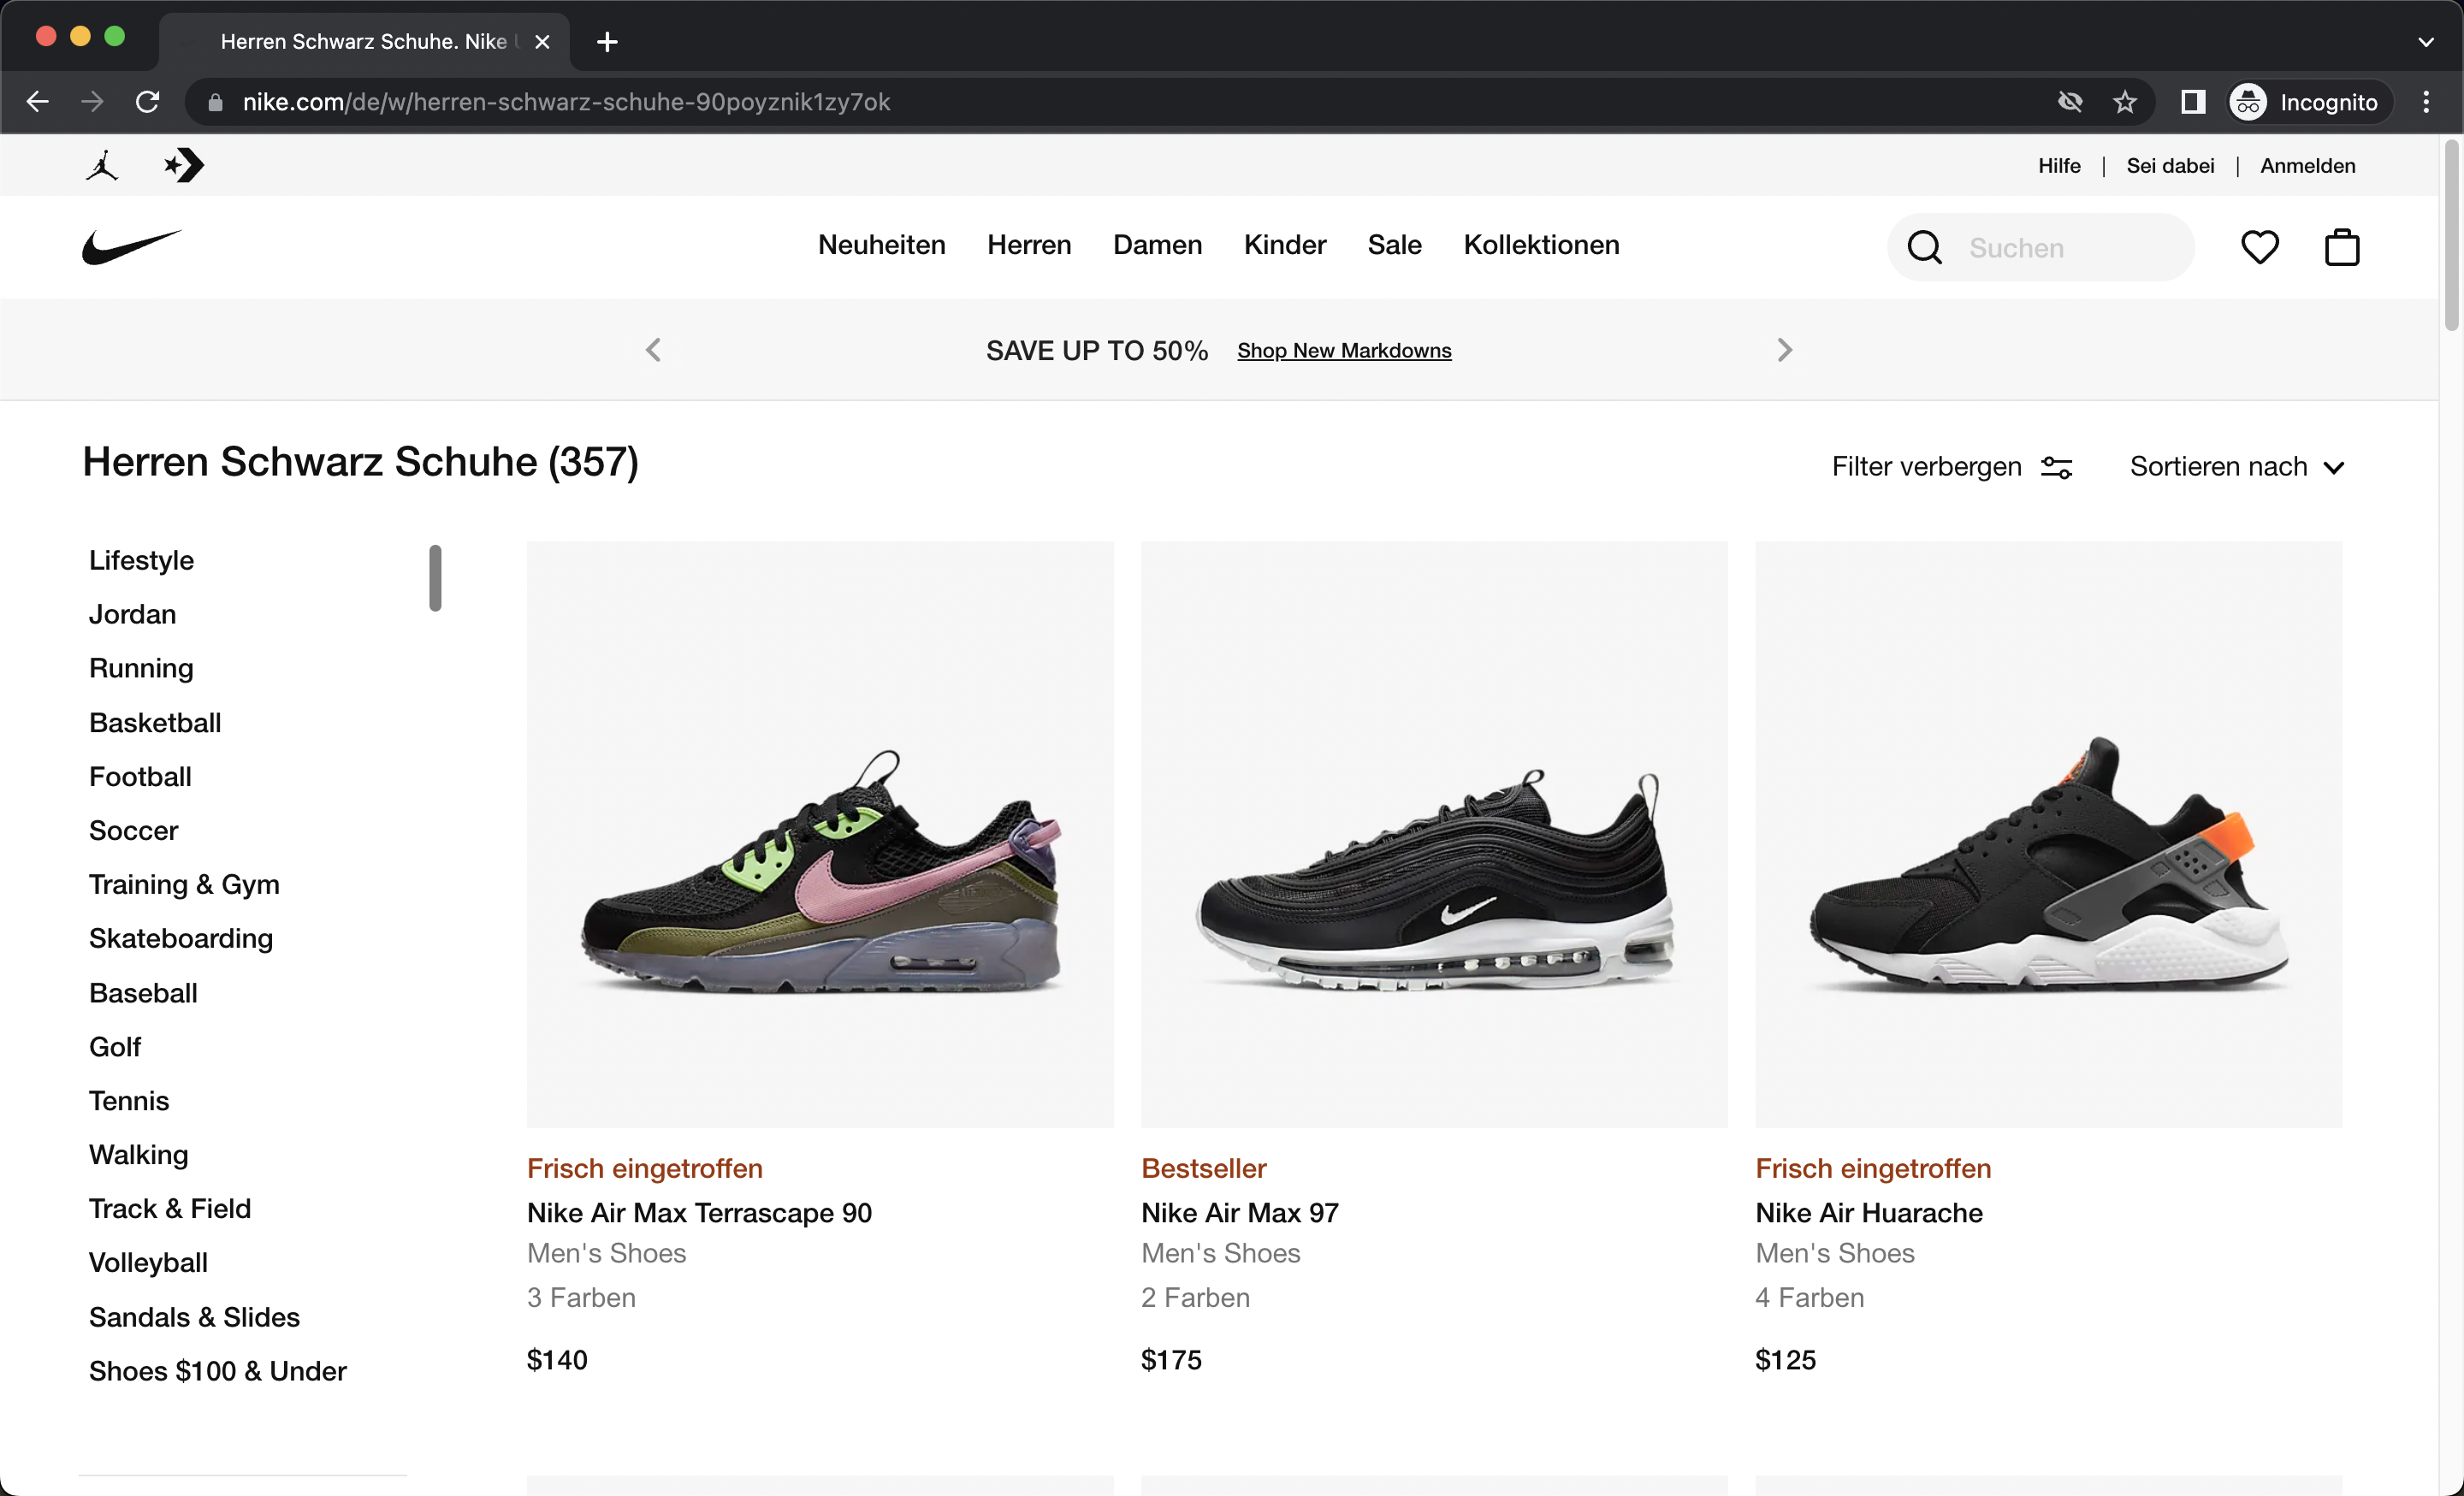 Herren Schwarz Schuhe. Nike
nike.com/de/w/herren-schwarz-schuhe-90poyznik1zy7ok
Incognito
Hilfe | Sei dabei | Anmelden
Neuheiten Herren Damen Kinder Sale Kollektionen
Suchen
SAVE UP TO 50% Shop New Markdowns
Herren Schwarz Schuhe (357)
Filter verbergen
Sortieren nach
Lifestyle
Jordan
Running
Basketball
Football
Soccer
Training & Gym
Skateboarding
Baseball
Golf
Tennis
Walking
Track & Field
Volleyball
Sandals & Slides
Shoes $100 & Under
Frisch eingetroffen
Nike Air Max Terrascape 90
Men's Shoes
3 Farben
$140
Bestseller
Nike Air Max 97
Men's Shoes
2 Farben
$175
Frisch eingetroffen
Nike Air Huarache
Men's Shoes
4 Farben
$125